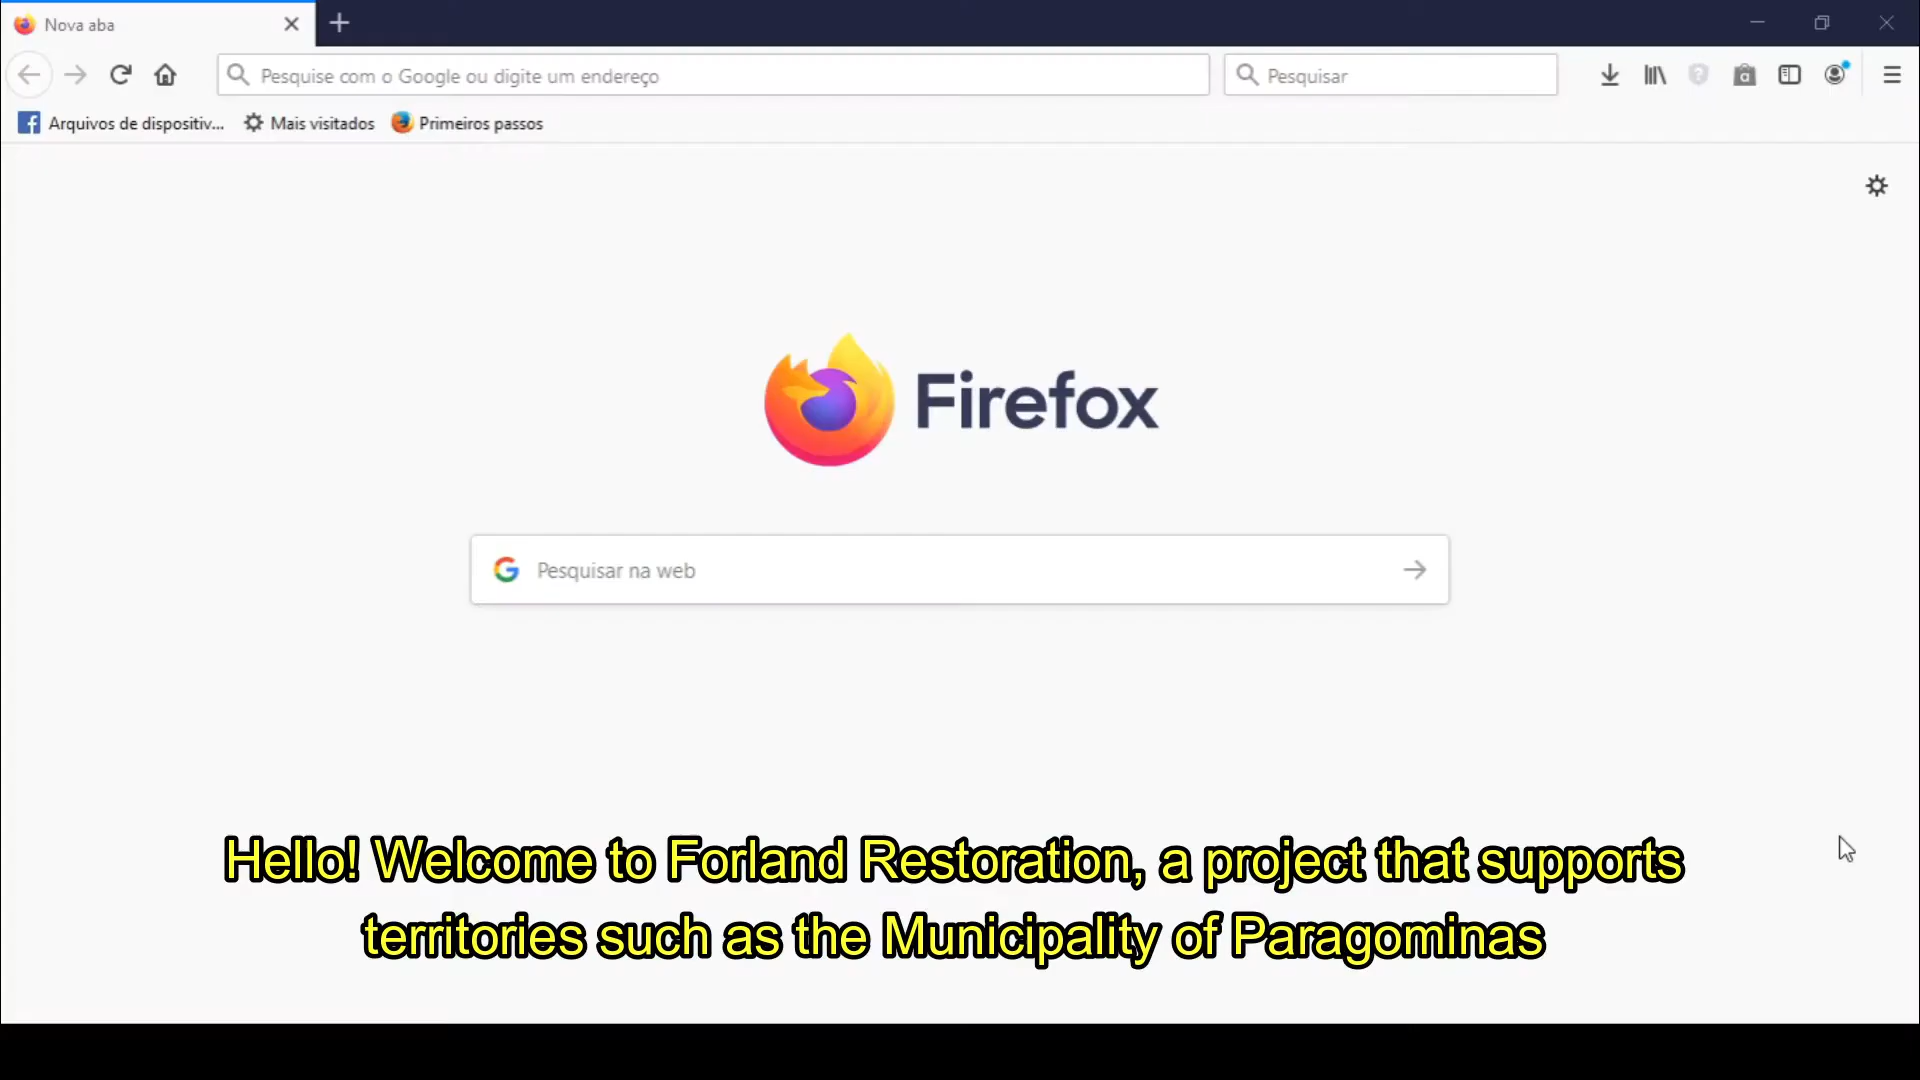 Nova aba
Pesquise com o Google ou digite um endereço
Pesquisar
Arquivos de dispositiv...
Mais visitados
Primeiros passos
Firefox
Pesquisar na web
Hello! Welcome to Forland Restoration, a project that supports
territories such as the Municipality of Paragominas